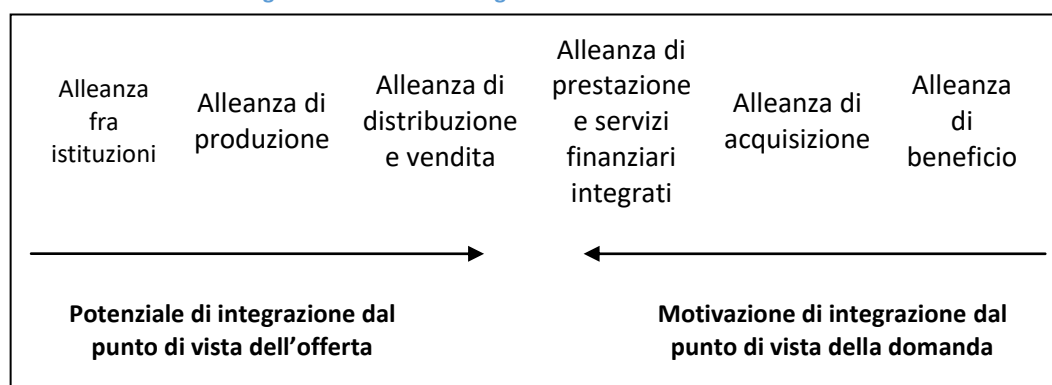 Alleanza
fra
istituzioni
Alleanza di
produzione
Alleanza di
distribuzione
e vendita
Alleanza di
prestazione
e servizi
finanziari
integrati
Alleanza di
acquisizione
Alleanza
di
beneficio
Potenziale di integrazione dal
punto di vista dell’offerta
Motivazione di integrazione dal
punto di vista della domanda